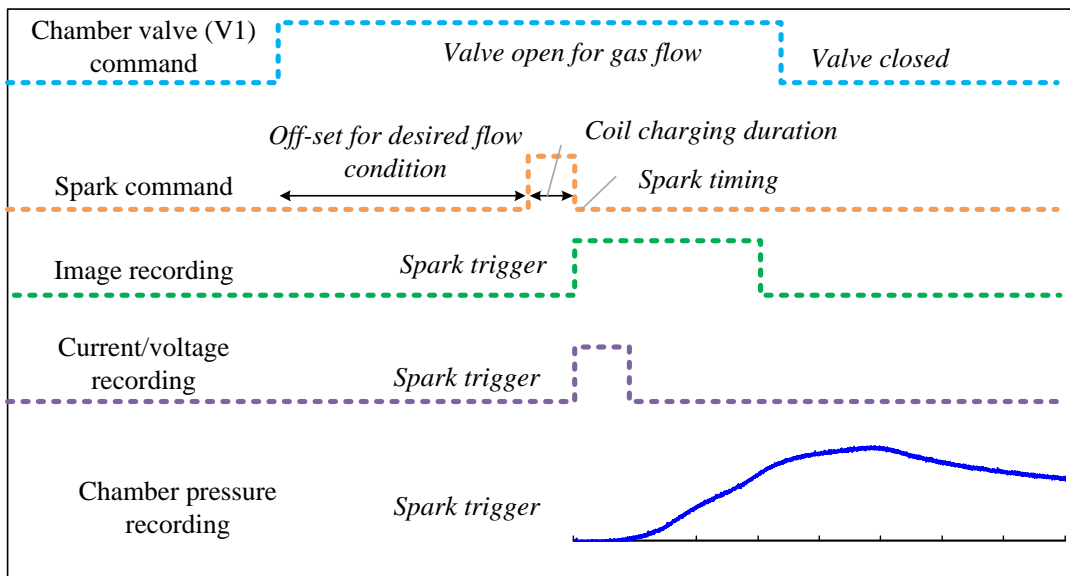 Chamber valve (V1)
command
Valve open for gas flow
Valve closed
Off-set for desired flow
condition
Coil charging duration
Spark command
Spark timing
Image recording
Spark trigger
Current/voltage
recording
Spark trigger
Chamber pressure
recording
Spark trigger